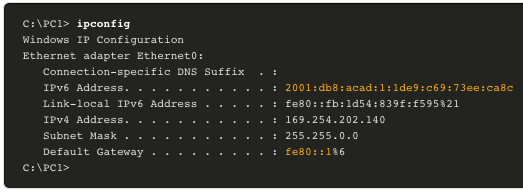 C:\PC1> ipconfig
Windows IP Configuration
Ethernet adapter Ethernet0:
Connection-specific DNS Suffix . :
IPv6 Address. . . . . . . . . . . : 2001:db8:acad:1:1de9:c69:73ee:ca8c
Link-local IPv6 Address . . . . . : fe80::fb:1d54:839f:f595%21
IPv4 Address. . . . . . . . . . . : 169.254.202.140
Subnet Mask . . . . . . . . . . . : 255.255.0.0
Default Gateway . . . . . . . . . : fe80::1%6
C:\PC1>